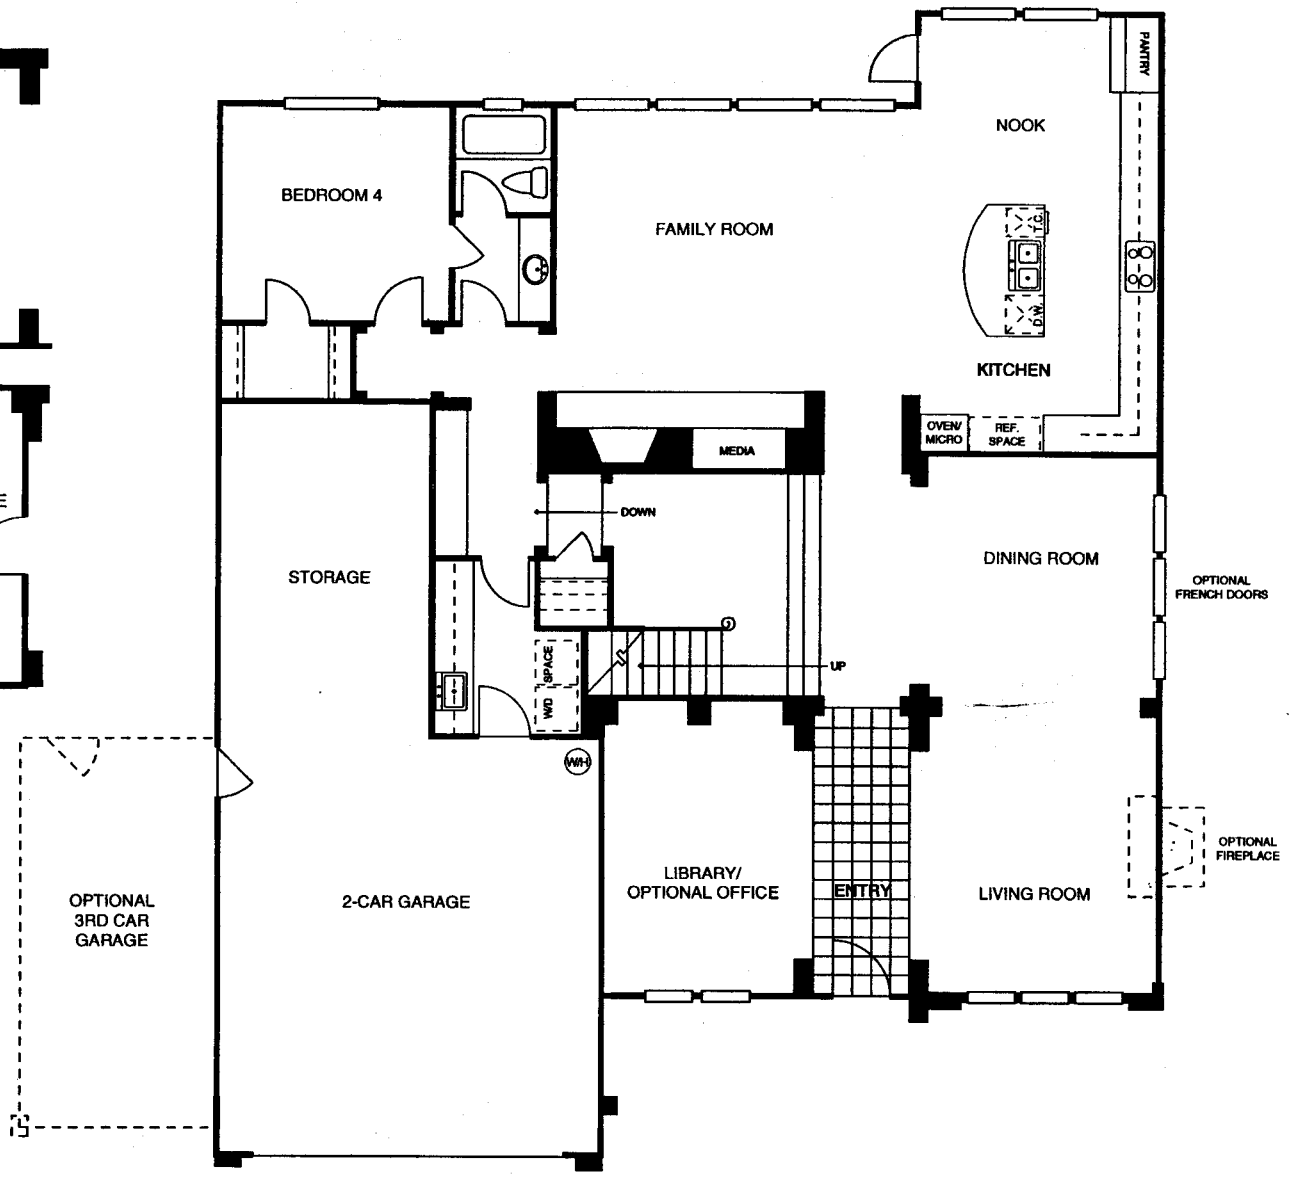 PANTRY
NOOK
BEDROOM 4
FAMILY ROOM
T.C.
D.W.
KITCHEN
OVEN/
MICRO
REF.
SPACE
MEDIA
E
DOWN
STORAGE
DINING ROOM
OPTIONAL
FRENCH DOORS
SPACE
W/D
UP
W/H
OPTIONAL
FIREPLACE
LIBRARY/
OPTIONAL OFFICE
ENTRY
LIVING ROOM
2-CAR GARAGE
OPTIONAL
3RD CAR
GARAGE